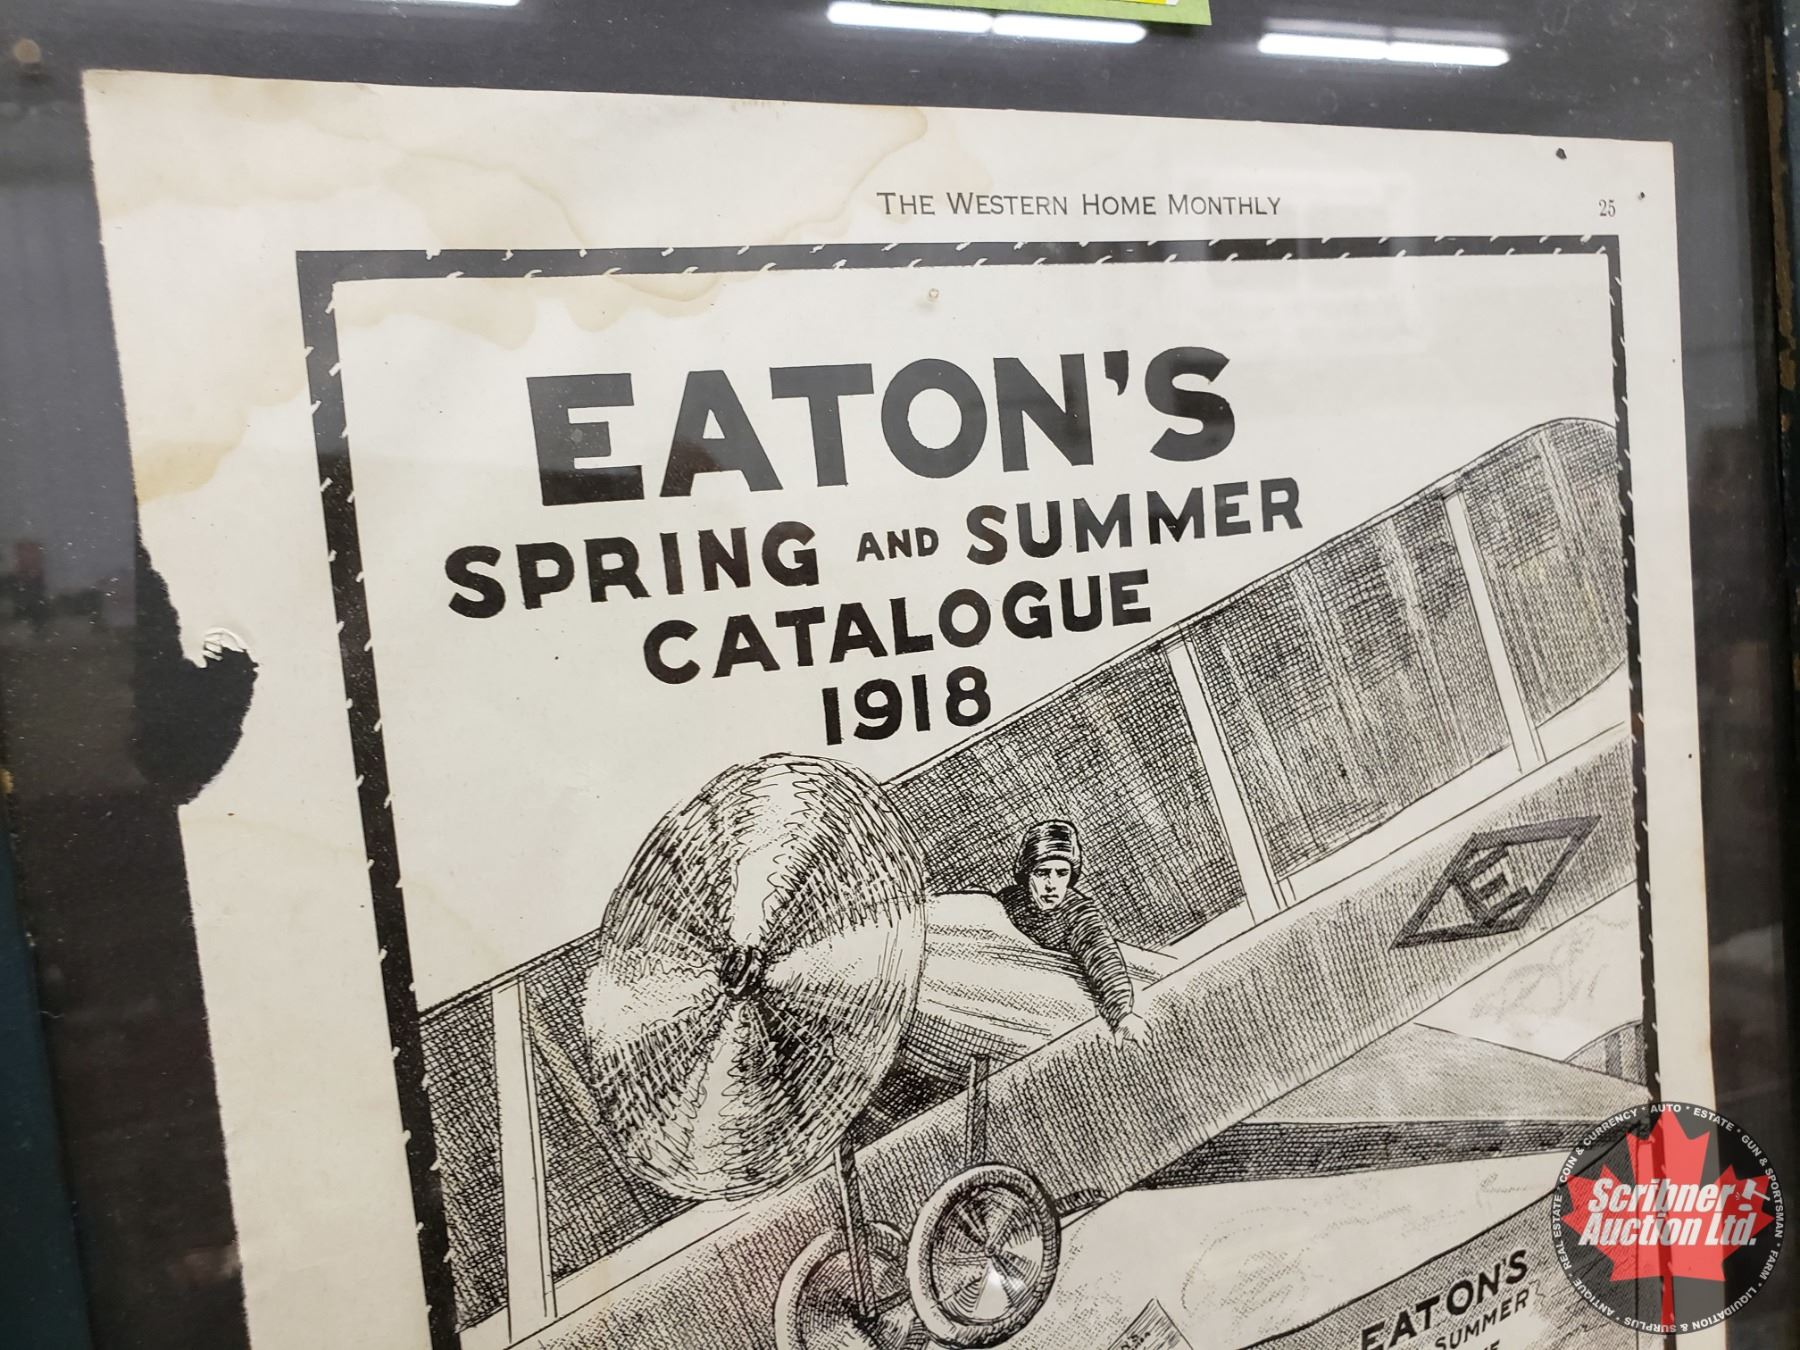 THE WESTERN HOME MONTHLY 25
EATON'S
SPRING AND SUMMER
CATALOGUE
1918
E
EATON'S
SUMMER
Scribner
Auction Ltd.
AUTO * ESTATE * GUN & SPORTSMAN * FARM * LIQUIDATION & SURPLUS * ANTIQUE * REAL ESTATE * COIN & CURRENCY *